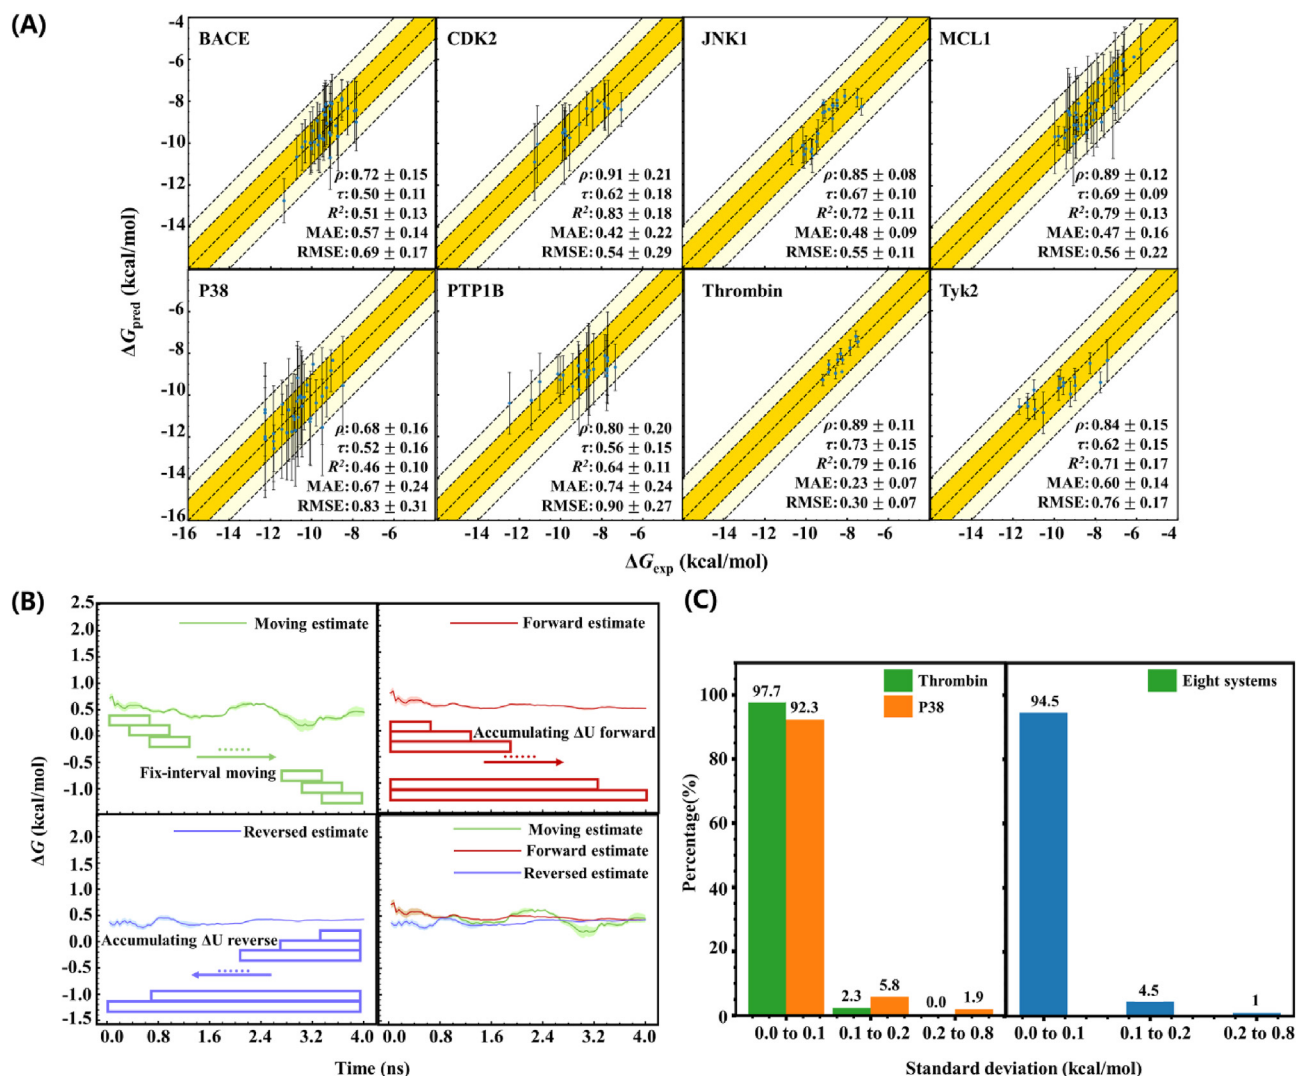 (A)
BACE
ρ: 0.72 ± 0.15
τ: 0.50 ± 0.11
R²: 0.51 ± 0.13
MAE: 0.57 ± 0.14
RMSE: 0.69 ± 0.17
CDK2
ρ: 0.91 ± 0.21
τ: 0.62 ± 0.18
R²: 0.83 ± 0.18
MAE: 0.42 ± 0.22
RMSE: 0.54 ± 0.29
JNK1
ρ: 0.85 ± 0.08
τ: 0.67 ± 0.10
R²: 0.72 ± 0.11
MAE: 0.48 ± 0.09
RMSE: 0.55 ± 0.11
MCL1
ρ: 0.89 ± 0.12
τ: 0.69 ± 0.09
R²: 0.79 ± 0.13
MAE: 0.47 ± 0.16
RMSE: 0.56 ± 0.22
-4
-6
-8
-10
-12
-14
ΔGpred (kcal/mol)
P38
ρ: 0.68 ± 0.16
τ: 0.52 ± 0.16
R²: 0.46 ± 0.10
MAE: 0.67 ± 0.24
RMSE: 0.83 ± 0.31
PTP1B
ρ: 0.80 ± 0.20
τ: 0.56 ± 0.15
R²: 0.64 ± 0.11
MAE: 0.74 ± 0.24
RMSE: 0.90 ± 0.27
Thrombin
ρ: 0.89 ± 0.11
τ: 0.73 ± 0.15
R²: 0.79 ± 0.16
MAE: 0.23 ± 0.07
RMSE: 0.30 ± 0.07
Tyk2
ρ: 0.84 ± 0.15
τ: 0.62 ± 0.15
R²: 0.71 ± 0.17
MAE: 0.60 ± 0.14
RMSE: 0.76 ± 0.17
-6
-8
-10
-12
-14
-16
-16 -14 -12 -10 -8 -6 -14 -12 -10 -8 -6 -14 -12 -10 -8 -6 -14 -12 -10 -8 -6 -4
ΔGexp (kcal/mol)
(B)
2.5
2.0
1.5
1.0
0.5
0.0
-0.5
-1.0
Moving estimate
Fix-interval moving
Forward estimate
Accumulating ΔU forward
ΔG (kcal/mol)
2.0
1.5
1.0
0.5
0.0
-0.5
-1.0
-1.5
Reversed estimate
Accumulating ΔU reverse
Moving estimate
Forward estimate
Reversed estimate
0.0 0.8 1.6 2.4 3.2 0.0 0.8 1.6 2.4 3.2 4.0
Time (ns)
(C)
Percentage(%)
100
80
60
40
20
0
Thrombin
P38
97.7
92.3
2.3
5.8
0.0
1.9
Eight systems
94.5
4.5
1
0.0 to 0.1 0.1 to 0.2 0.2 to 0.8 0.0 to 0.1 0.1 to 0.2 0.2 to 0.8
Standard deviation (kcal/mol)